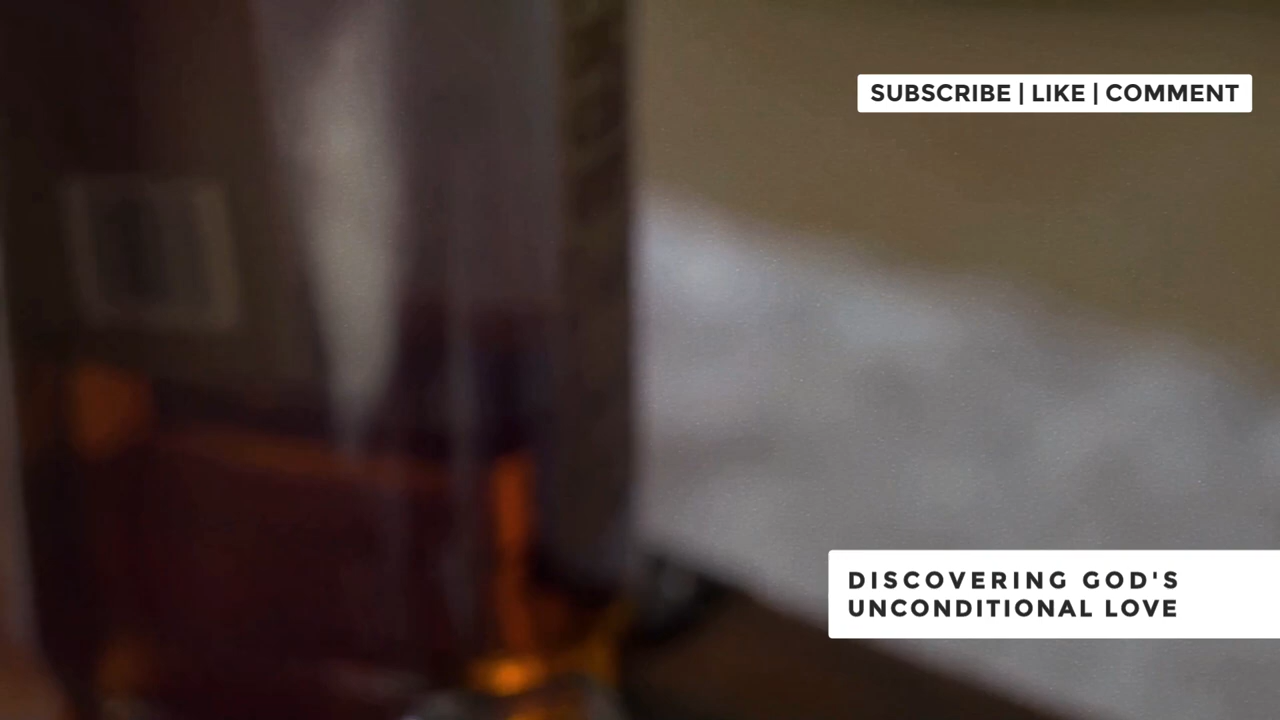 SUBSCRIBE | LIKE | COMMENT
DISCOVERING GOD'S
UNCONDITIONAL LOVE